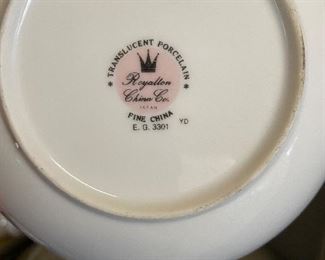 * TRANSLUCENT PORCELAIN *
Royalton
China Co.
JAPAN
FINE CHINA
E. G. 3301 YD